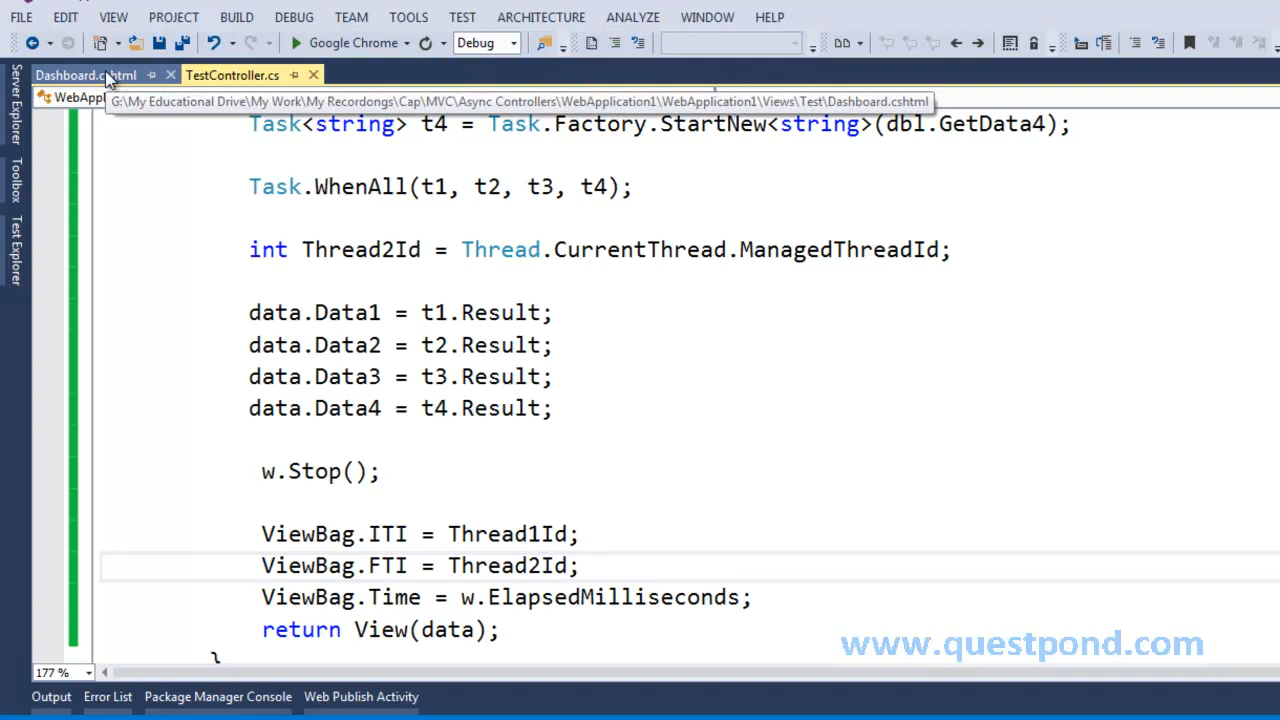 FILE EDIT VIEW PROJECT BUILD DEBUG TEAM TOOLS TEST ARCHITECTURE ANALYZE WINDOW HELP
Google Chrome Debug
Dashboard.cshtml TestController.cs
WebAppl
G:\My Educational Drive\My Work\My Recordongs\Cap\MVC\Async Controllers\WebApplication1\WebApplication1\Views\Test\Dashboard.cshtml
Server Explorer
Toolbox
Test Explorer
Task<string> t4 = Task.Factory.StartNew<string>(dbl.GetData4);
Task.WhenAll(t1, t2, t3, t4);
int Thread2Id = Thread.CurrentThread.ManagedThreadId;
data.Data1 = t1.Result;
data.Data2 = t2.Result;
data.Data3 = t3.Result;
data.Data4 = t4.Result;
w.Stop();
ViewBag.ITI = Thread1Id;
ViewBag.FTI = Thread2Id;
ViewBag.Time = w.ElapsedMilliseconds;
return View(data);
}
www.questpond.com
177 %
Output Error List Package Manager Console Web Publish Activity